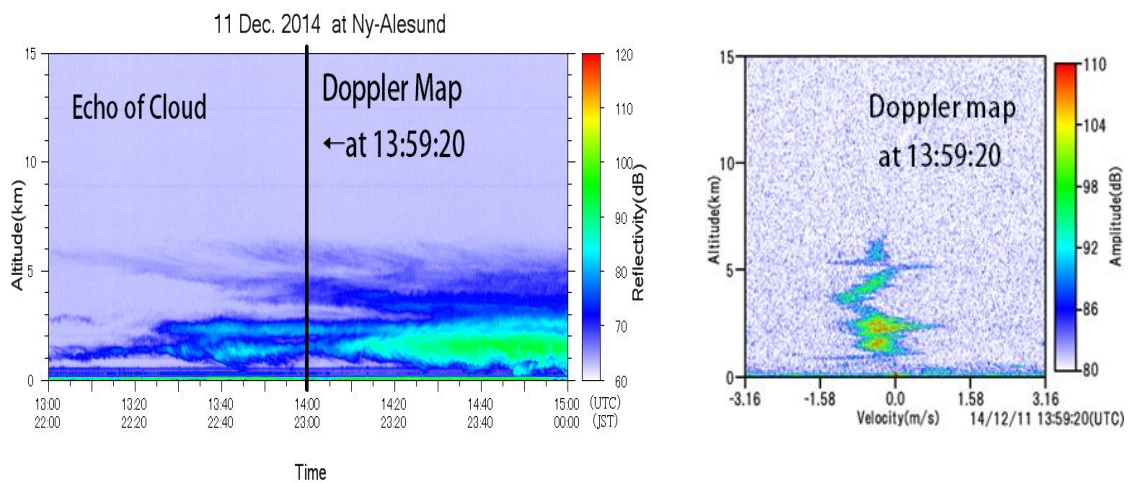 11 Dec. 2014 at Ny-Alesund
15
10
5
0
Altitude(km)
Echo of Cloud
Doppler Map
←at 13:59:20
120
110
100
90
80
70
60
Reflectivity(dB)
13:00 13:20 13:40 14:00 14:20 14:40 15:00 (UTC)
22:00 22:20 22:40 23:00 23:20 23:40 00:00 (JST)
Time
15
10
5
0
Altitude(km)
Doppler map
at 13:59:20
110
104
98
92
86
80
Amplitude(dB)
-3.16 -1.58 0.0 1.58 3.16
Velocity(m/s) 14/12/11 13:59:20(UTC)